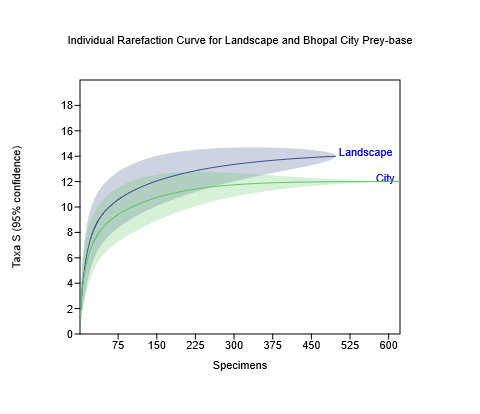 Individual Rarefaction Curve for Landscape and Bhopal City Prey-base
18
16
14
12
10
8
6
4
2
0
Taxa S (95% confidence)
Landscape
City
75 150 225 300 375 450 525 600
Specimens